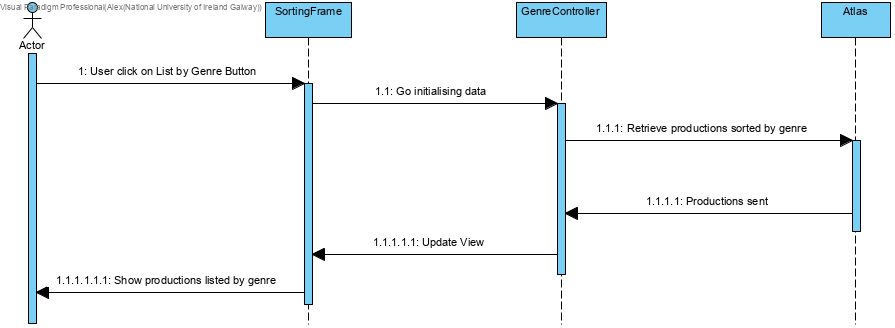 Visual Paradigm Professional(Alex(National University of Ireland Galway))
SortingFrame
GenreController
Atlas
Actor
1: User click on List by Genre Button
1.1: Go initialising data
1.1.1: Retrieve productions sorted by genre
1.1.1.1: Productions sent
1.1.1.1.1: Update View
1.1.1.1.1.1: Show productions listed by genre